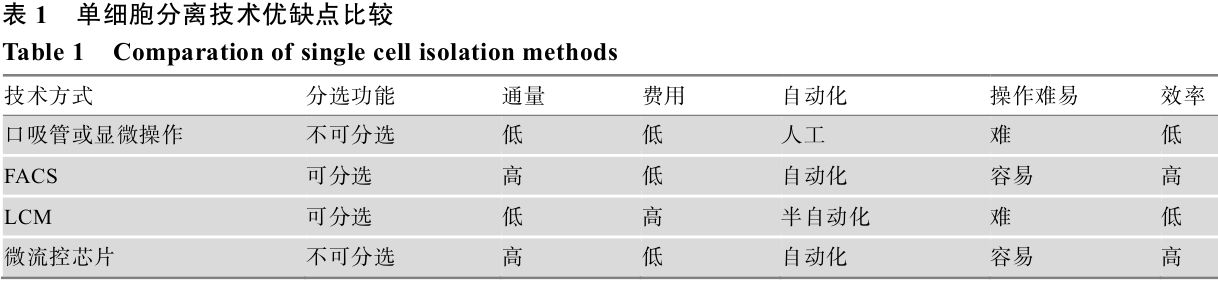 表 1 单细胞分离技术优缺点比较
Table 1 Comparation of single cell isolation methods
技术方式 分选功能 通量 费用 自动化 操作难易 效率
口吸管或显微操作 不可分选 低 低 人工 难 低
FACS 可分选 高 低 自动化 容易 高
LCM 可分选 低 高 半自动化 难 低
微流控芯片 不可分选 高 低 自动化 容易 高